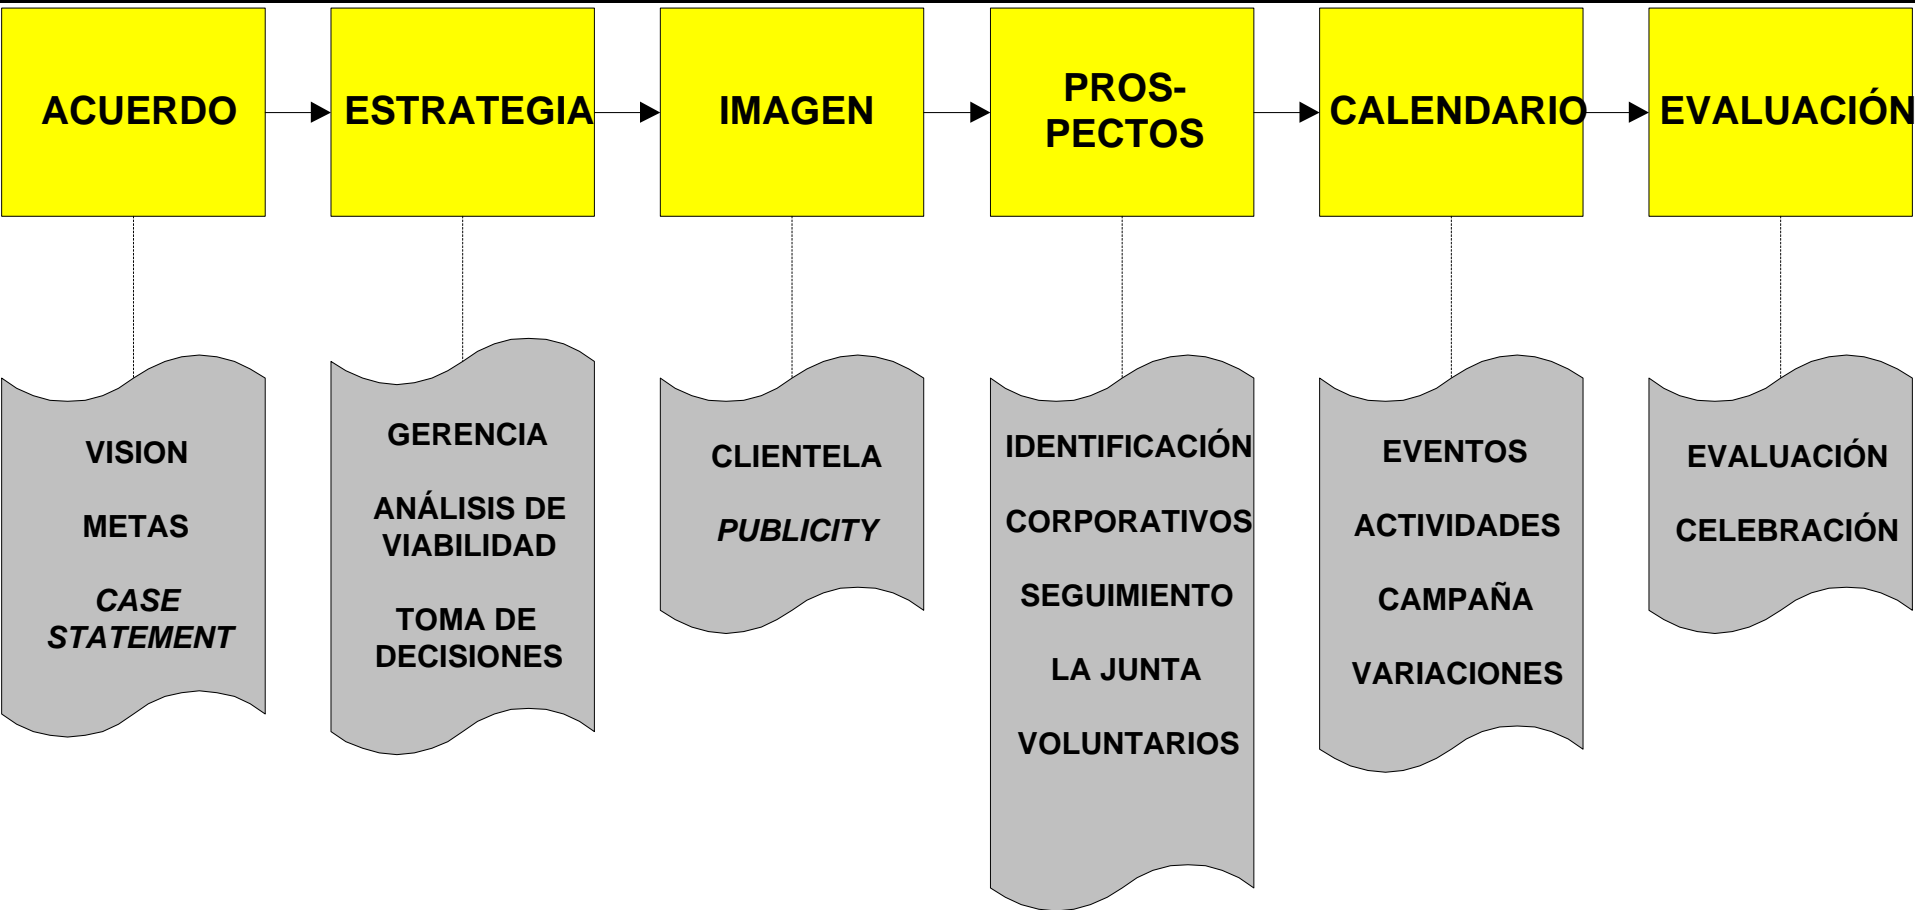 ACUERDO
ESTRATEGIA
IMAGEN
PROS-
PECTOS
CALENDARIO
EVALUACIÓN
VISION
METAS
CASE
STATEMENT
GERENCIA
ANÁLISIS DE
VIABILIDAD
TOMA DE
DECISIONES
CLIENTELA
PUBLICITY
IDENTIFICACIÓN
CORPORATIVOS
SEGUIMIENTO
LA JUNTA
VOLUNTARIOS
EVENTOS
ACTIVIDADES
CAMPAÑA
VARIACIONES
EVALUACIÓN
CELEBRACIÓN